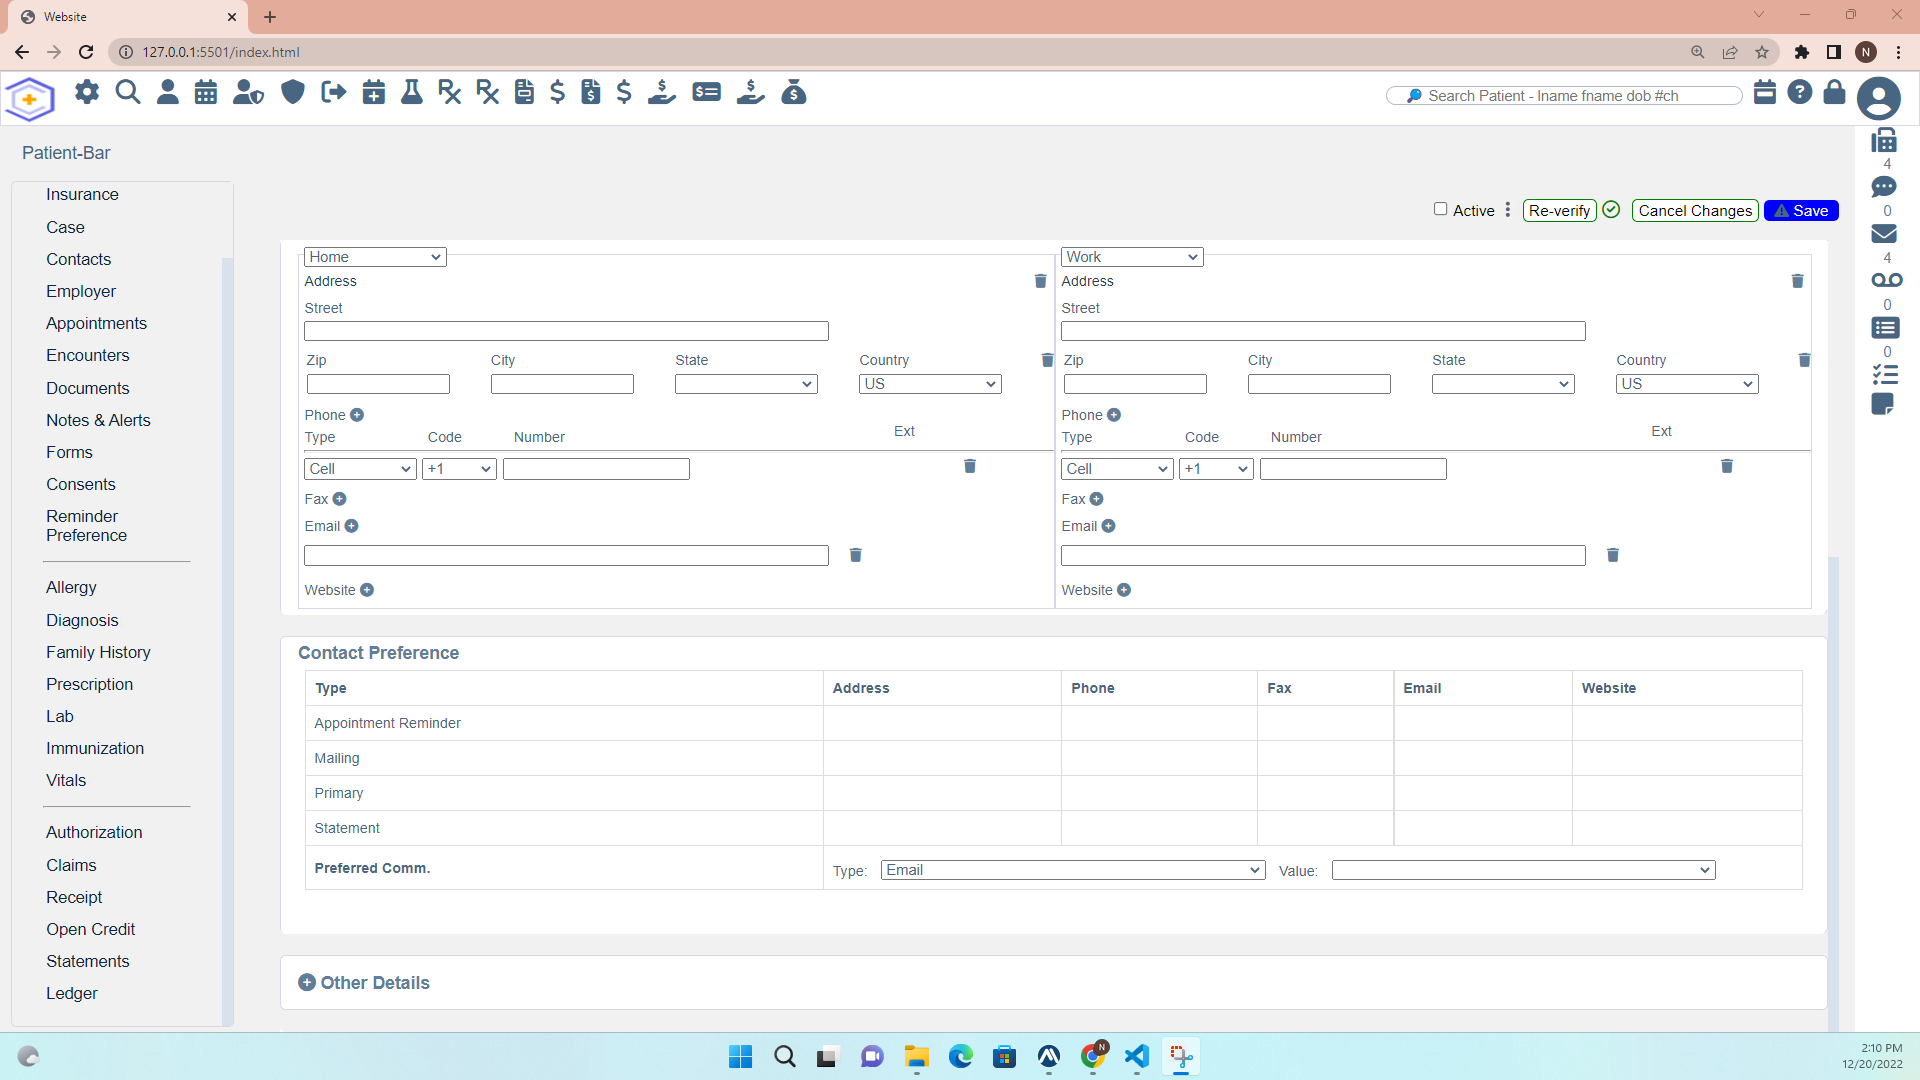 Website
127.0.0.1:5501/index.html
N
Search Patient - lname fname dob #ch
Patient-Bar
4
0
4
0
0
Insurance
Case
Contacts
Employer
Appointments
Encounters
Documents
Notes & Alerts
Forms
Consents
Reminder
Preference
Allergy
Diagnosis
Family History
Prescription
Lab
Immunization
Vitals
Authorization
Claims
Receipt
Open Credit
Statements
Ledger
Active Re-verify Cancel Changes Save
Home
Address
Street
Zip City State Country
US
Phone
Type Code Number Ext
Cell +1
Fax
Email
Website
Work
Address
Street
Zip City State Country
US
Phone
Type Code Number Ext
Cell +1
Fax
Email
Website
Contact Preference
Type Address Phone Fax Email Website
Appointment Reminder
Mailing
Primary
Statement
Preferred Comm. Type: Email Value:
Other Details
N
2:10 PM
12/20/2022